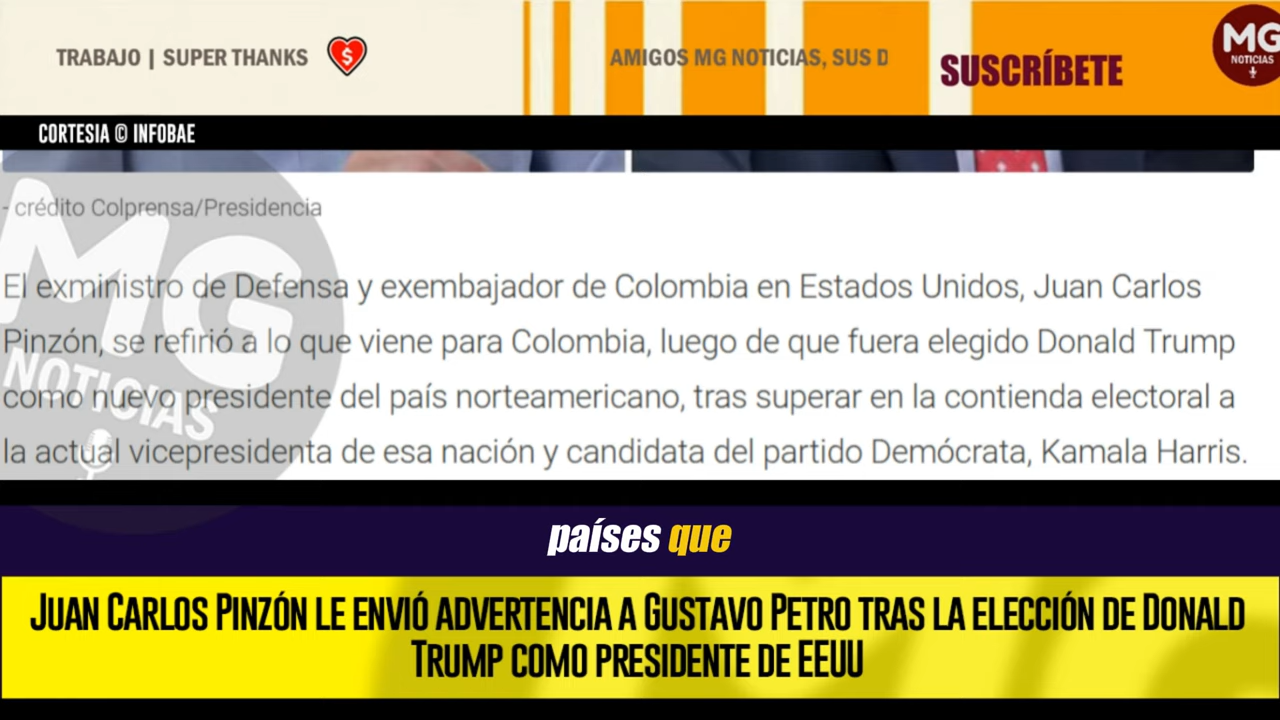 TRABAJO | SUPER THANKS
$
AMIGOS MG NOTICIAS, SUS D
SUSCRÍBETE
MG
NOTICIAS
CORTESIA © INFOBAE
- crédito Colprensa/Presidencia
MG
NOTICIAS
El exministro de Defensa y exembajador de Colombia en Estados Unidos, Juan Carlos
Pinzón, se refirió a lo que viene para Colombia, luego de que fuera elegido Donald Trump
como nuevo presidente del país norteamericano, tras superar en la contienda electoral a
la actual vicepresidenta de esa nación y candidata del partido Demócrata, Kamala Harris.
países que
JUAN CARLOS PINZÓN LE ENVIÓ ADVERTENCIA A GUSTAVO PETRO TRAS LA ELECCIÓN DE DONALD
TRUMP COMO PRESIDENTE DE EEUU